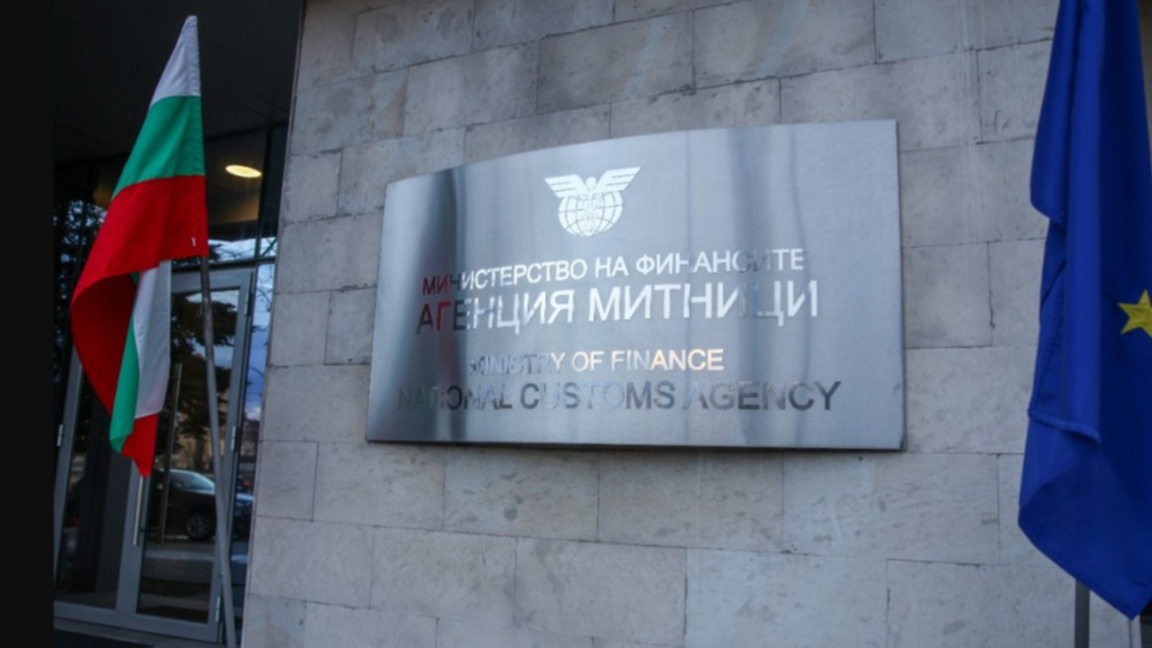 МИНИСТЕРСТВО НА ФИНАНСИТЕ
АГЕНЦИЯ МИТНИЦИ
MINISTRY OF FINANCE
NATIONAL CUSTOMS AGENCY